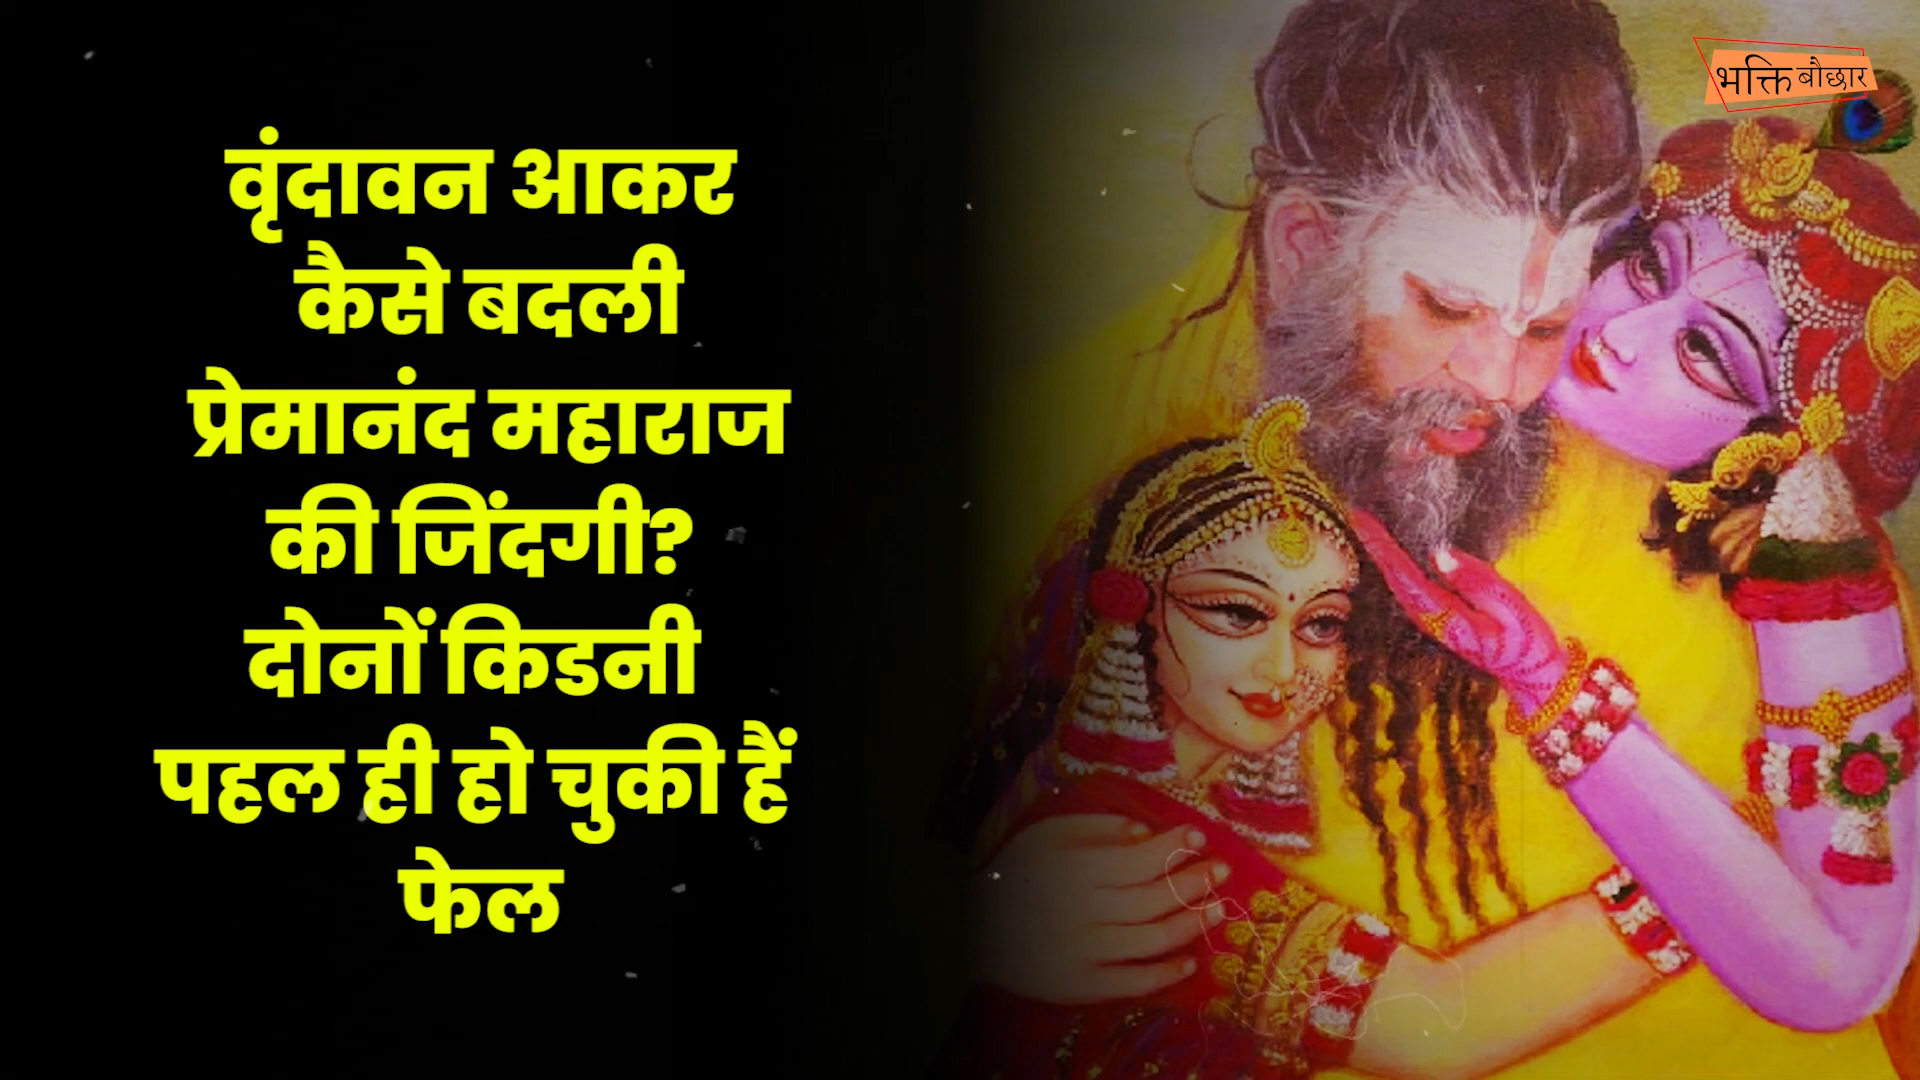 भक्ति बौछार
वृंदावन आकर
कैसे बदली
प्रेमानंद महाराज
की जिंदगी?
दोनों किडनी
पहल ही हो चुकी हैं
फेल